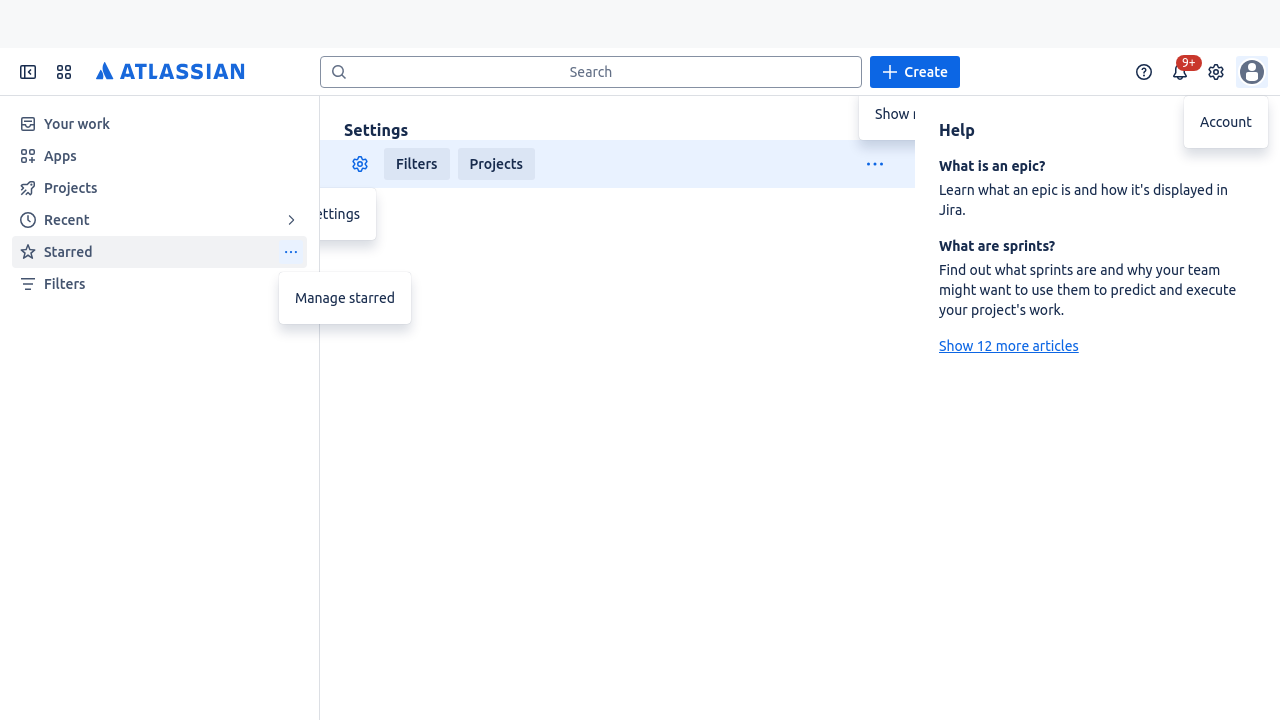 ATLASSIAN
Search
Create
9+
Your work
Apps
Projects
Recent
Starred
Filters
Manage starred
Settings
Show
Filters
Projects
Help
What is an epic?
Learn what an epic is and how it's displayed in
Jira.
What are sprints?
Find out what sprints are and why your team
might want to use them to predict and execute
your project's work.
Show 12 more articles
Account